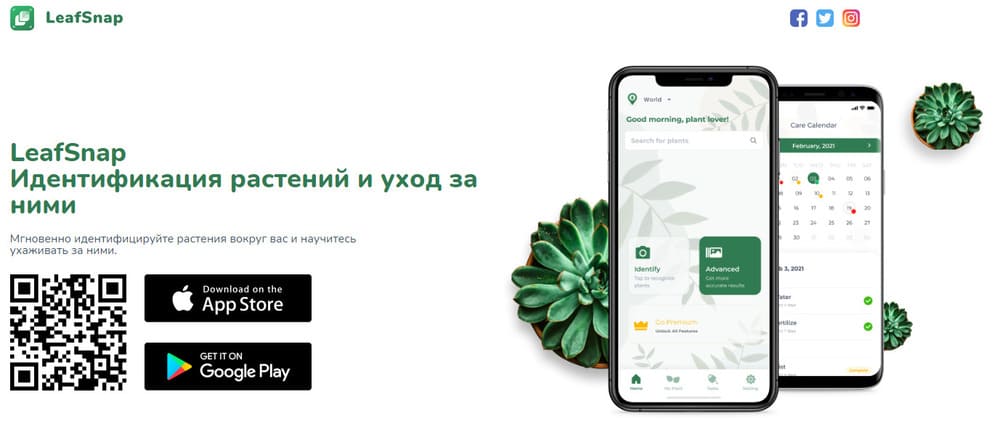 LeafSnap
LeafSnap
Идентификация растений и уход за
ними
Мгновенно идентифицируйте растения вокруг вас и научитесь
ухаживать за ними.
Download on the
App Store
GET IT ON
Google Play
World
Good morning, plant lover!
Search for plants
Identify
Tap to recognize
plants
Advanced
Get more
accurate results
Go Premium
Unlock All Features
Home
My Plant
Setting
Care Calendar
February, 2021
02 03 04 05 06
09 10 11 12 13
16 17 18 19 20
23 24 25 26 27
30
b 3, 2021
ater
rtilize
Complete